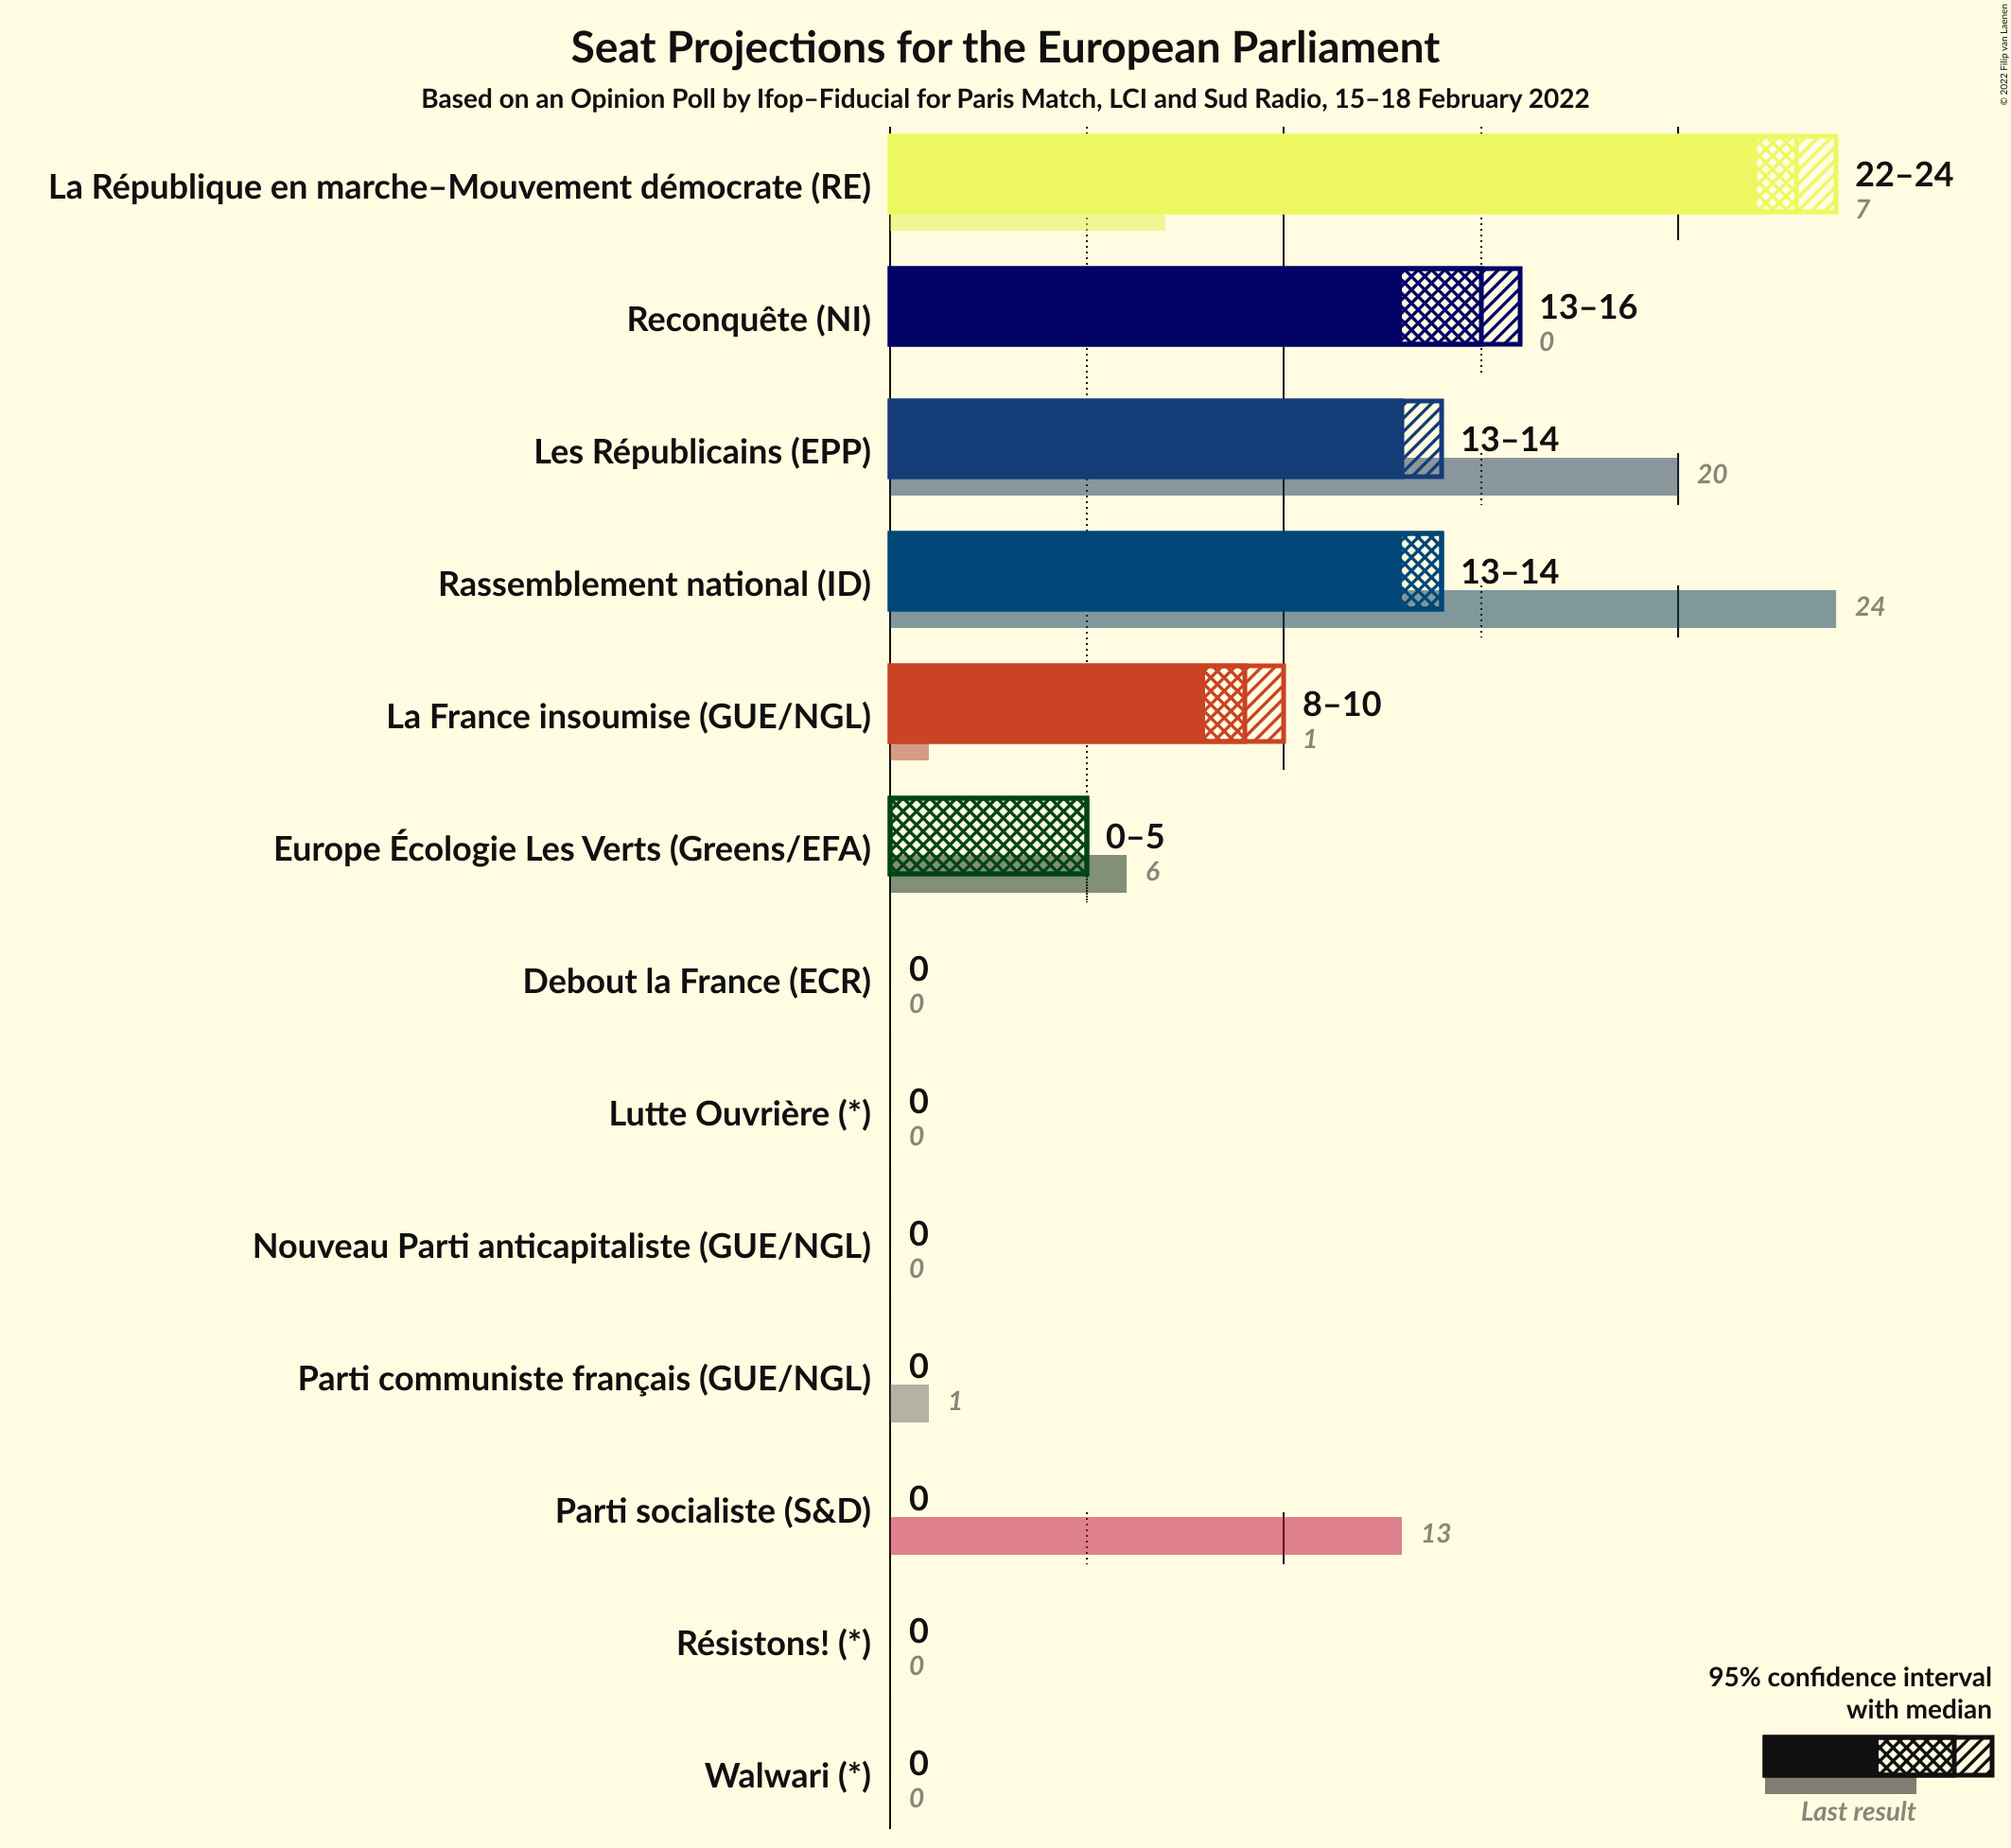 Seat Projections for the European Parliament
Based on an Opinion Poll by Ifop–Fiducial for Paris Match, LCI and Sud Radio, 15–18 February 2022
© 2022 Filip van Laenen
La République en marche–Mouvement démocrate (RE)
22–24
7
Reconquête (NI)
13–16
0
Les Républicains (EPP)
13–14
20
Rassemblement national (ID)
13–14
24
La France insoumise (GUE/NGL)
8–10
1
Europe Écologie Les Verts (Greens/EFA)
0–5
6
Debout la France (ECR)
0
0
Lutte Ouvrière (*)
0
0
Nouveau Parti anticapitaliste (GUE/NGL)
0
0
Parti communiste français (GUE/NGL)
0
1
Parti socialiste (S&D)
0
13
Résistons! (*)
0
0
Walwari (*)
0
0
95% confidence interval
with median
Last result